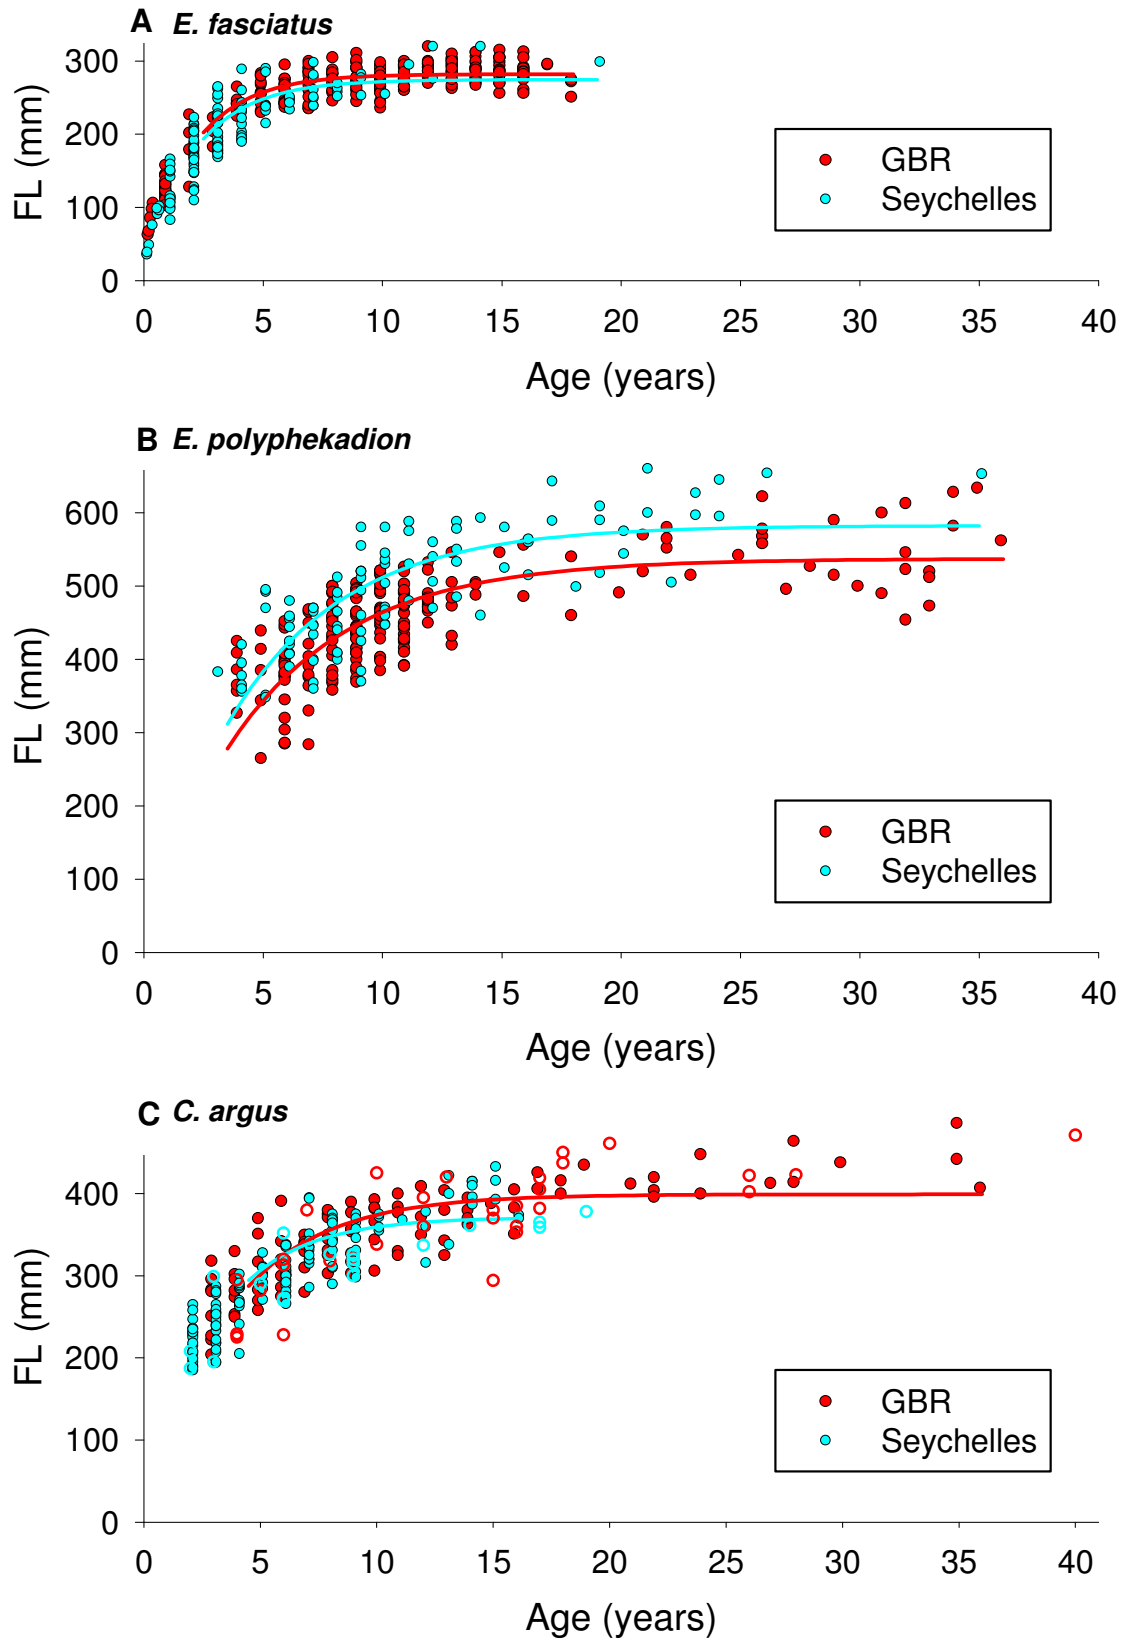 A E. fasciatus
300
200
100
0
FL (mm)
GBR
Seychelles
0 5 10 15 20 25 30 35 40
Age (years)
B E. polyphekadion
600
500
400
300
200
100
0
FL (mm)
GBR
Seychelles
0 5 10 15 20 25 30 35 40
Age (years)
C C. argus
400
300
200
100
0
FL (mm)
GBR
Seychelles
0 5 10 15 20 25 30 35 40
Age (years)